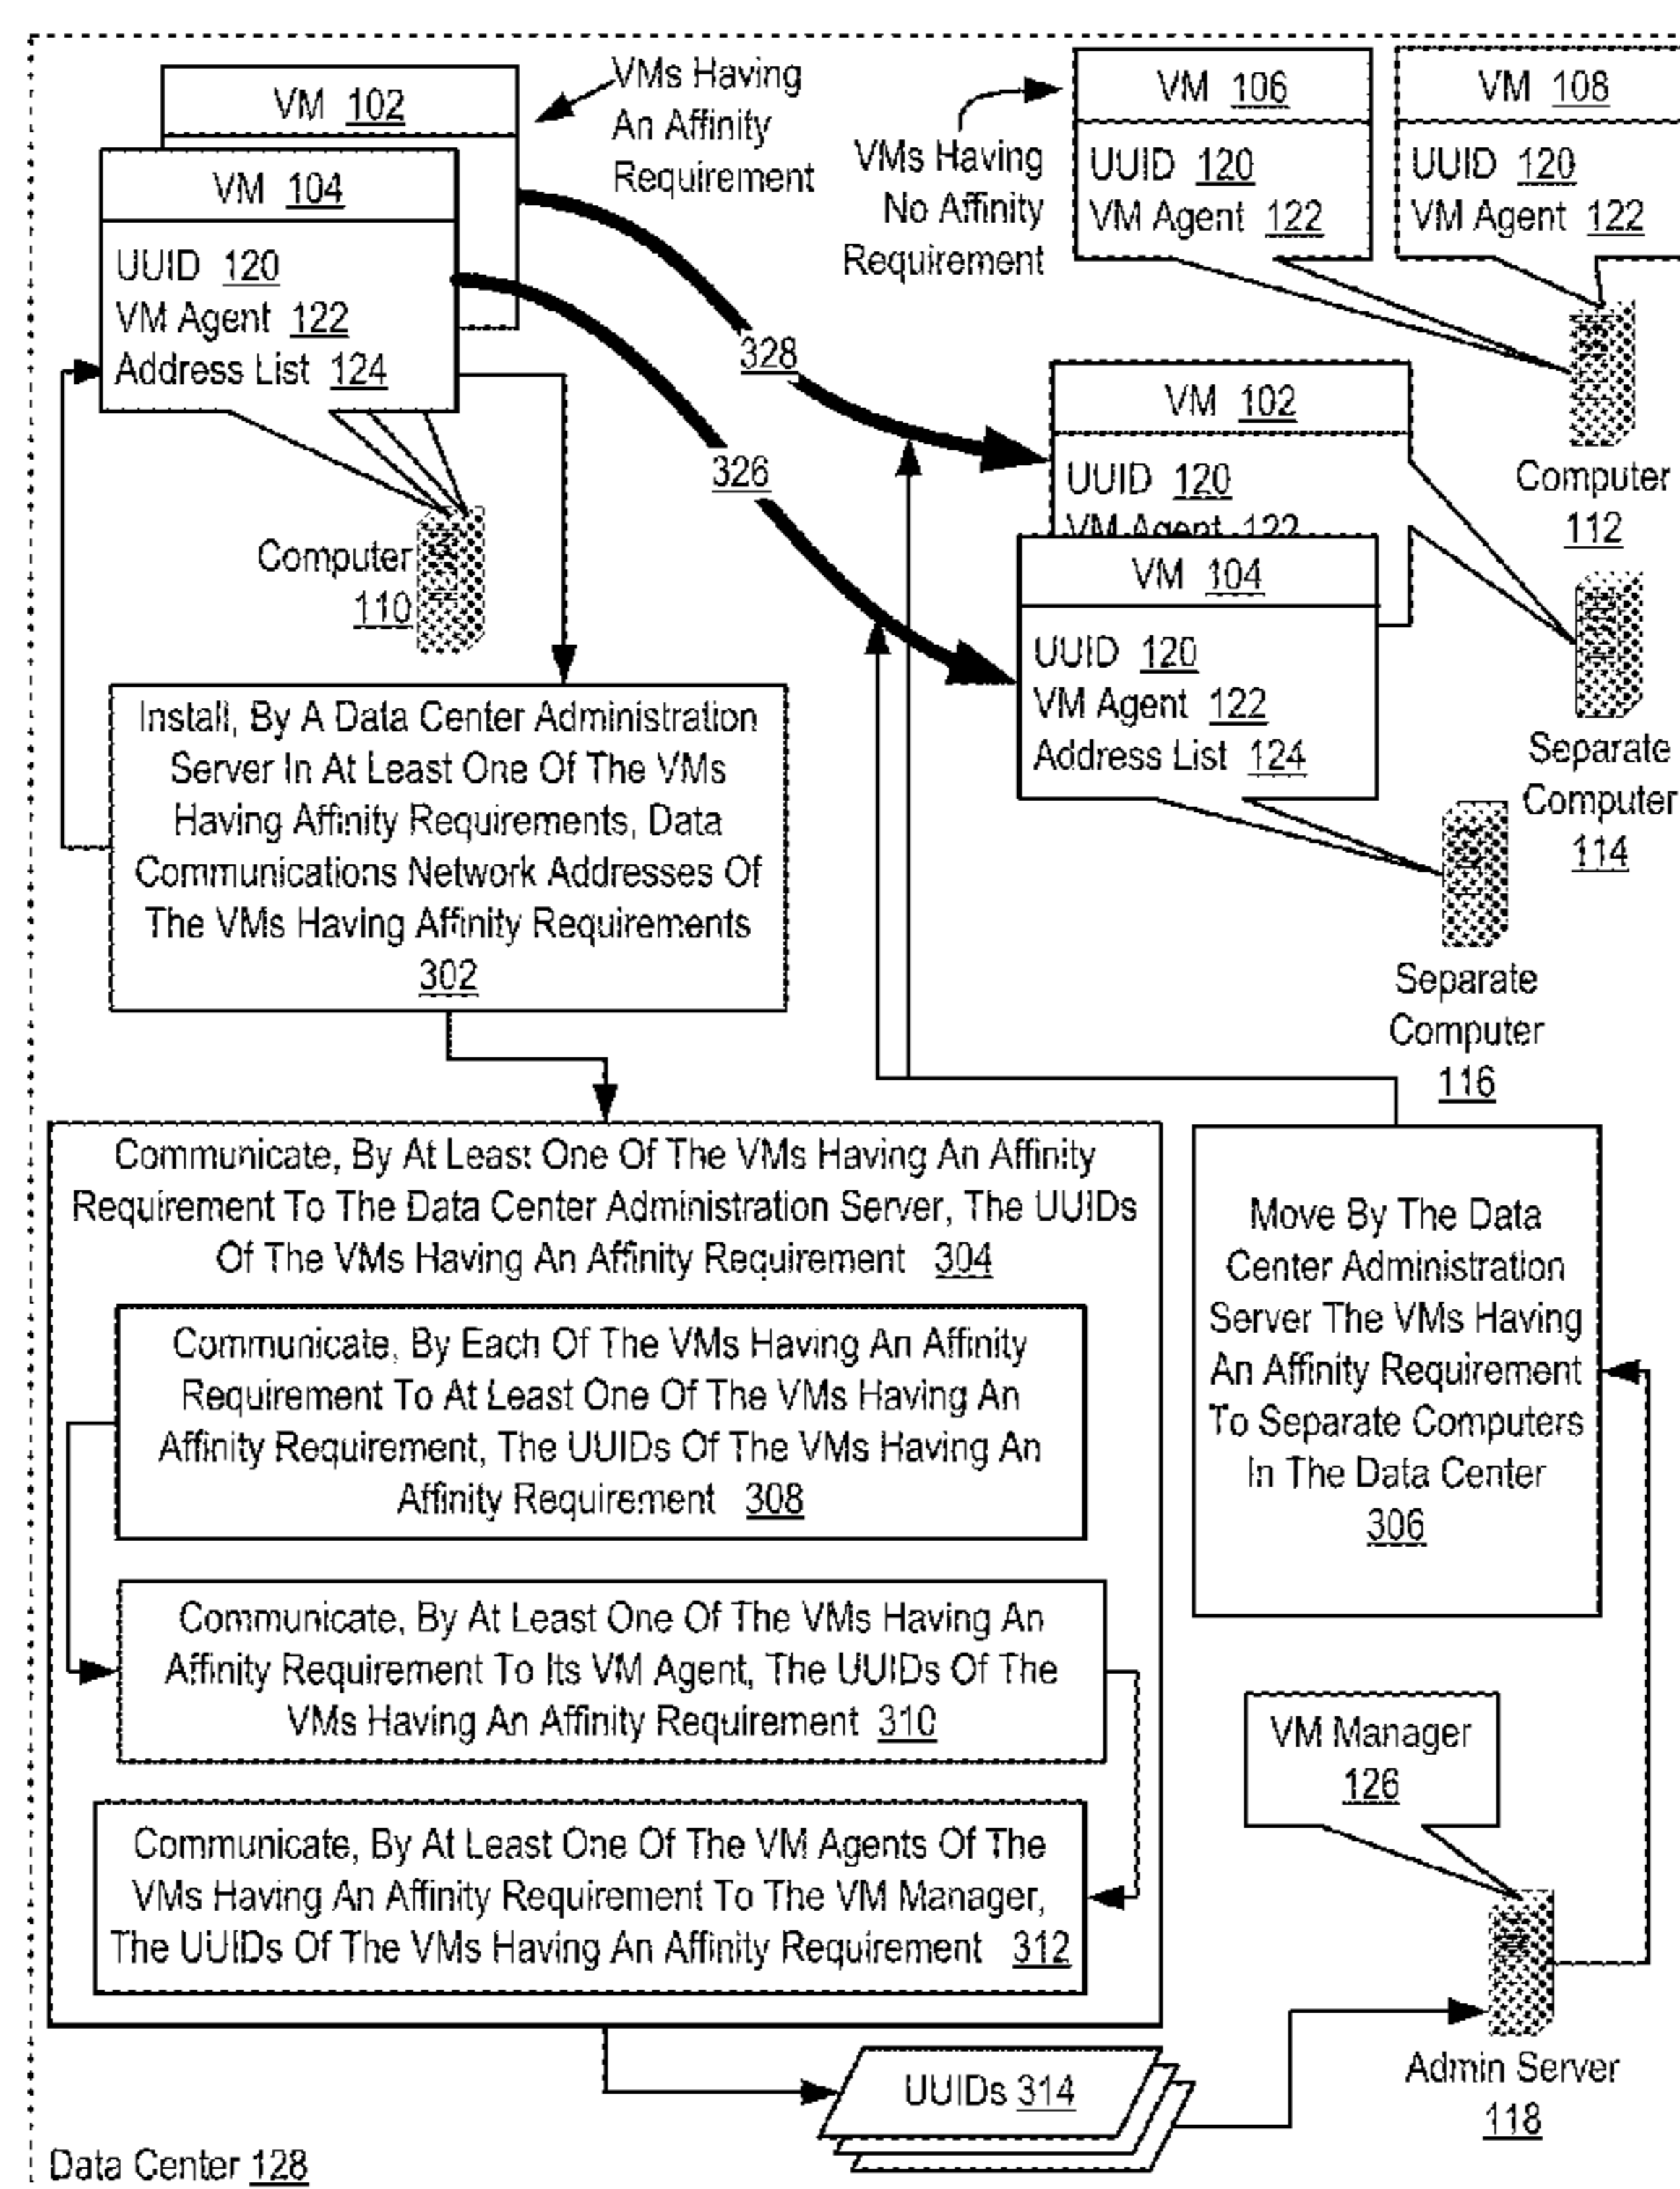 VM 102
VM 104
UUID 120
VM Agent 122
Address List 124
VMs Having
An Affinity
Requirement
VMs Having
No Affinity
Requirement
VM 106
UUID 120
VM Agent 122
VM 108
UUID 120
VM Agent 122
328
326
Computer
110
Computer
112
VM 102
UUID 120
VM Agent 122
VM 104
UUID 120
VM Agent 122
Address List 124
Separate
Computer
114
Separate
Computer
116
Install, By A Data Center Administration
Server In At Least One Of The VMs
Having Affinity Requirements, Data
Communications Network Addresses Of
The VMs Having Affinity Requirements
302
Communicate, By At Least One Of The VMs Having An Affinity
Requirement To The Data Center Administration Server, The UUIDs
Of The VMs Having An Affinity Requirement 304
Communicate, By Each Of The VMs Having An Affinity
Requirement To At Least One Of The VMs Having An
Affinity Requirement, The UUIDs Of The VMs Having An
Affinity Requirement 308
Communicate, By At Least One Of The VMs Having An
Affinity Requirement To Its VM Agent, The UUIDs Of The
VMs Having An Affinity Requirement 310
Communicate, By At Least One Of The VM Agents Of The
VMs Having An Affinity Requirement To The VM Manager,
The UUIDs Of The VMs Having An Affinity Requirement 312
Move By The Data
Center Administration
Server The VMs Having
An Affinity Requirement
To Separate Computers
In The Data Center
306
VM Manager
126
Admin Server
118
UUIDs 314
Data Center 128